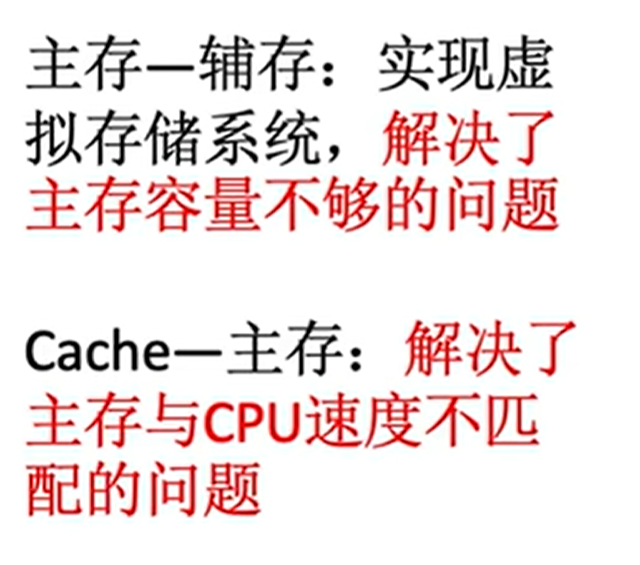 主存—辅存：实现虚
拟存储系统，解决了
主存容量不够的问题
Cache—主存：解决了
主存与CPU速度不匹
配的问题